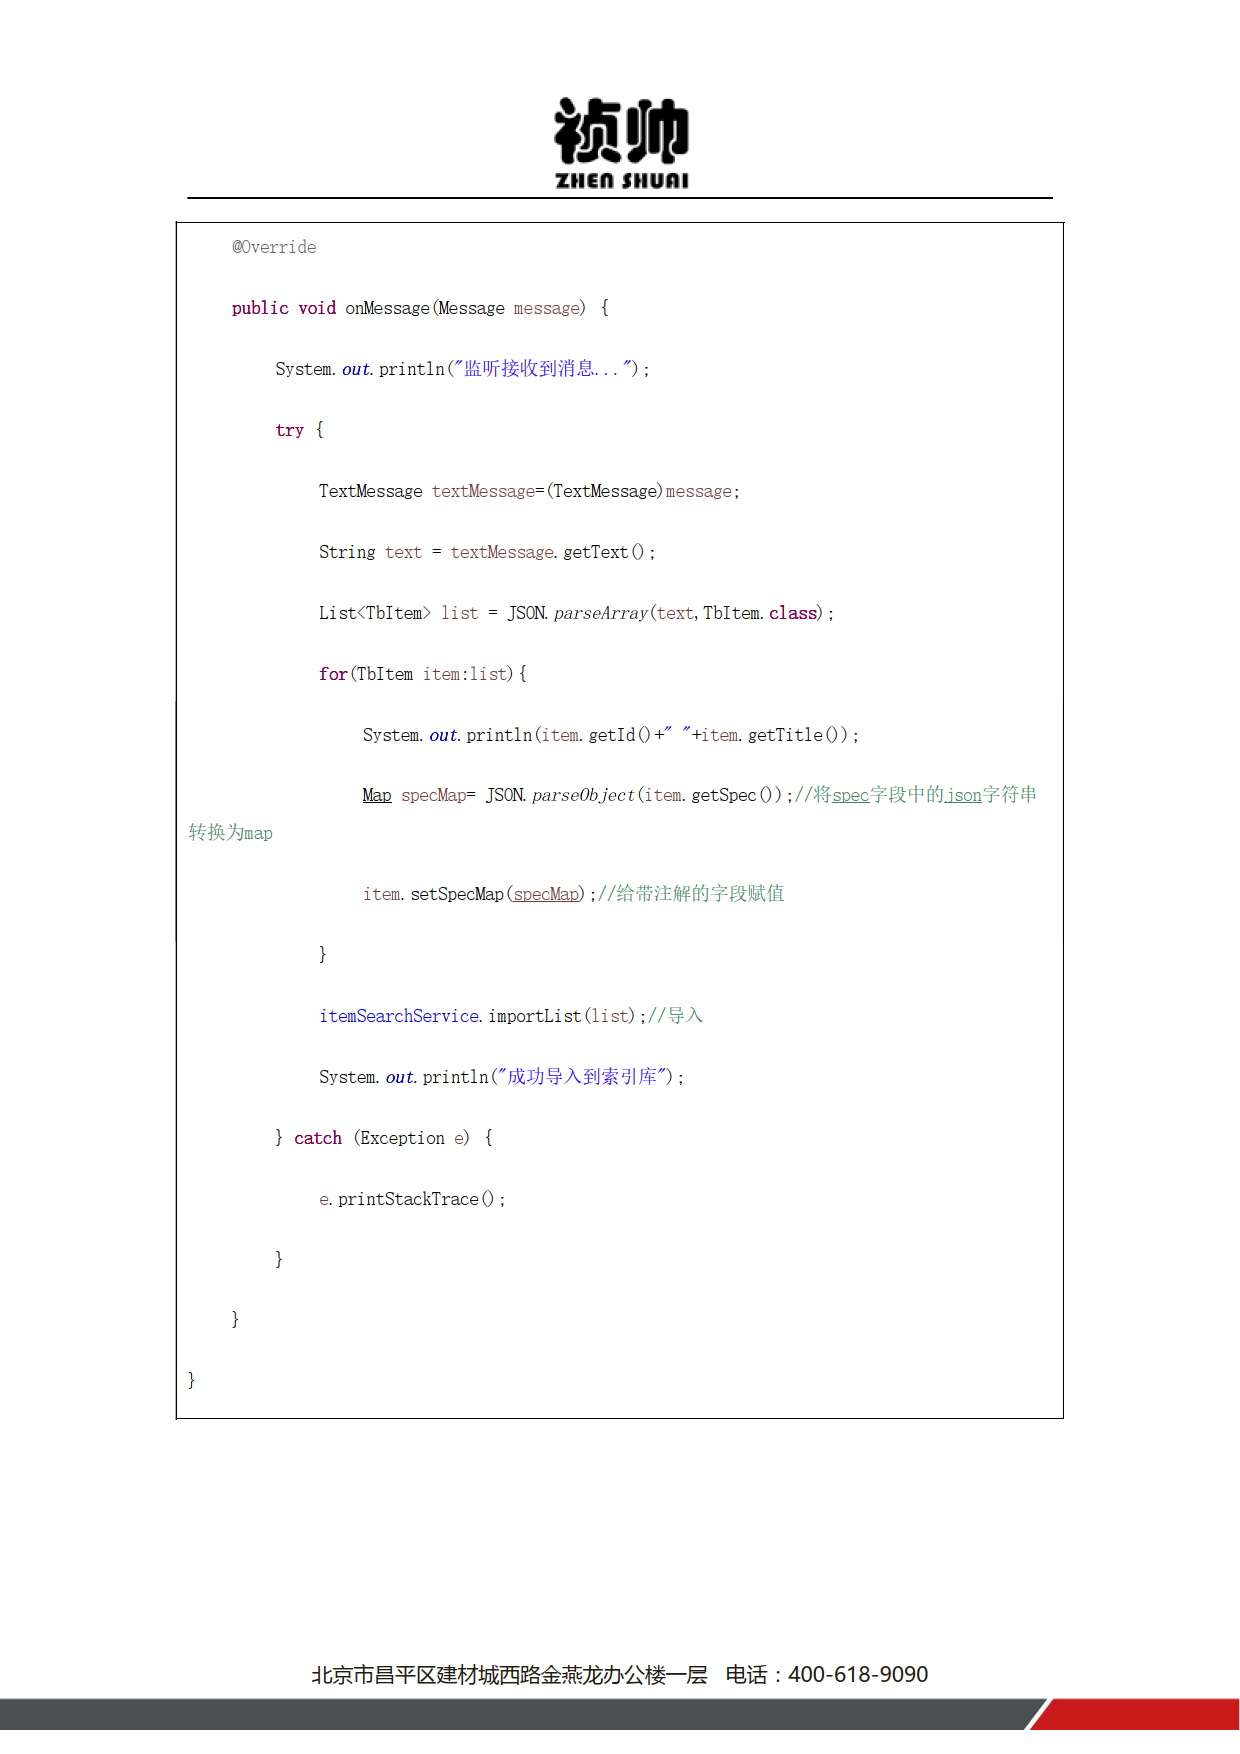 祯帅
ZHEN SHUAI
@Override
public void onMessage(Message message) {
System.out.println("监听接收到消息...");
try {
TextMessage textMessage=(TextMessage)message;
String text = textMessage.getText();
List<TbItem> list = JSON.parseArray(text,TbItem.class);
for(TbItem item:list){
System.out.println(item.getId()+" "+item.getTitle());
Map specMap= JSON.parseObject(item.getSpec());//将spec字段中的json字符串
转换为map
item.setSpecMap(specMap);//给带注解的字段赋值
}
itemSearchService.importList(list);//导入
System.out.println("成功导入到索引库");
} catch (Exception e) {
e.printStackTrace();
}
}
}
北京市昌平区建材城西路金燕龙办公楼一层 电话：400-618-9090